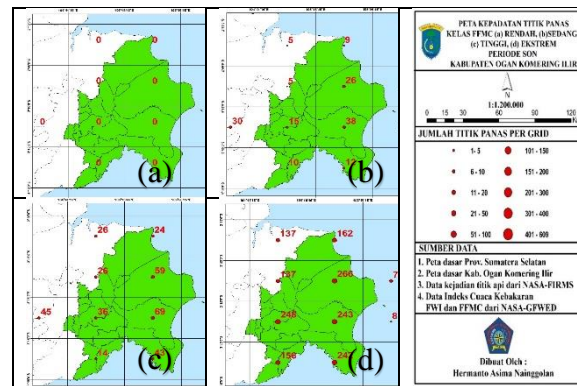 0 0
0 0
0 0 0
0 0
(a)
5 9
5 26
30 15 38
10
(b)
26 24
26 59
45 36 69
14 43
(c)
137 162
137 266
248 243
156
(d)
PETA KEPADATAN TITIK PANAS
KELAS FFMC (a) RENDAH, (b)SEDANG
(c) TINGGI, (d) EKSTREM
PERIODE SON
KABUPATEN OGAN KOMERING ILIR
N
1:1.200.000
0 15 30 60 90 120
JUMLAH TITIK PANAS PER GRID
1- 5 101 - 150
6 - 10 151 - 200
11 - 20 201 - 300
21 - 50 301 - 400
51 - 100 401 - 609
SUMBER DATA
1. Peta dasar Prov. Sumatera Selatan
2. Peta dasar Kab. Ogan Komering Ilir
3. Data kejadian titik api dari NASA-FIRMS
4. Data Indeks Cuaca Kebakaran
FWI dan FFMC dari NASA-GFWED
Dibuat Oleh :
Hermanto Asima Nainggolan